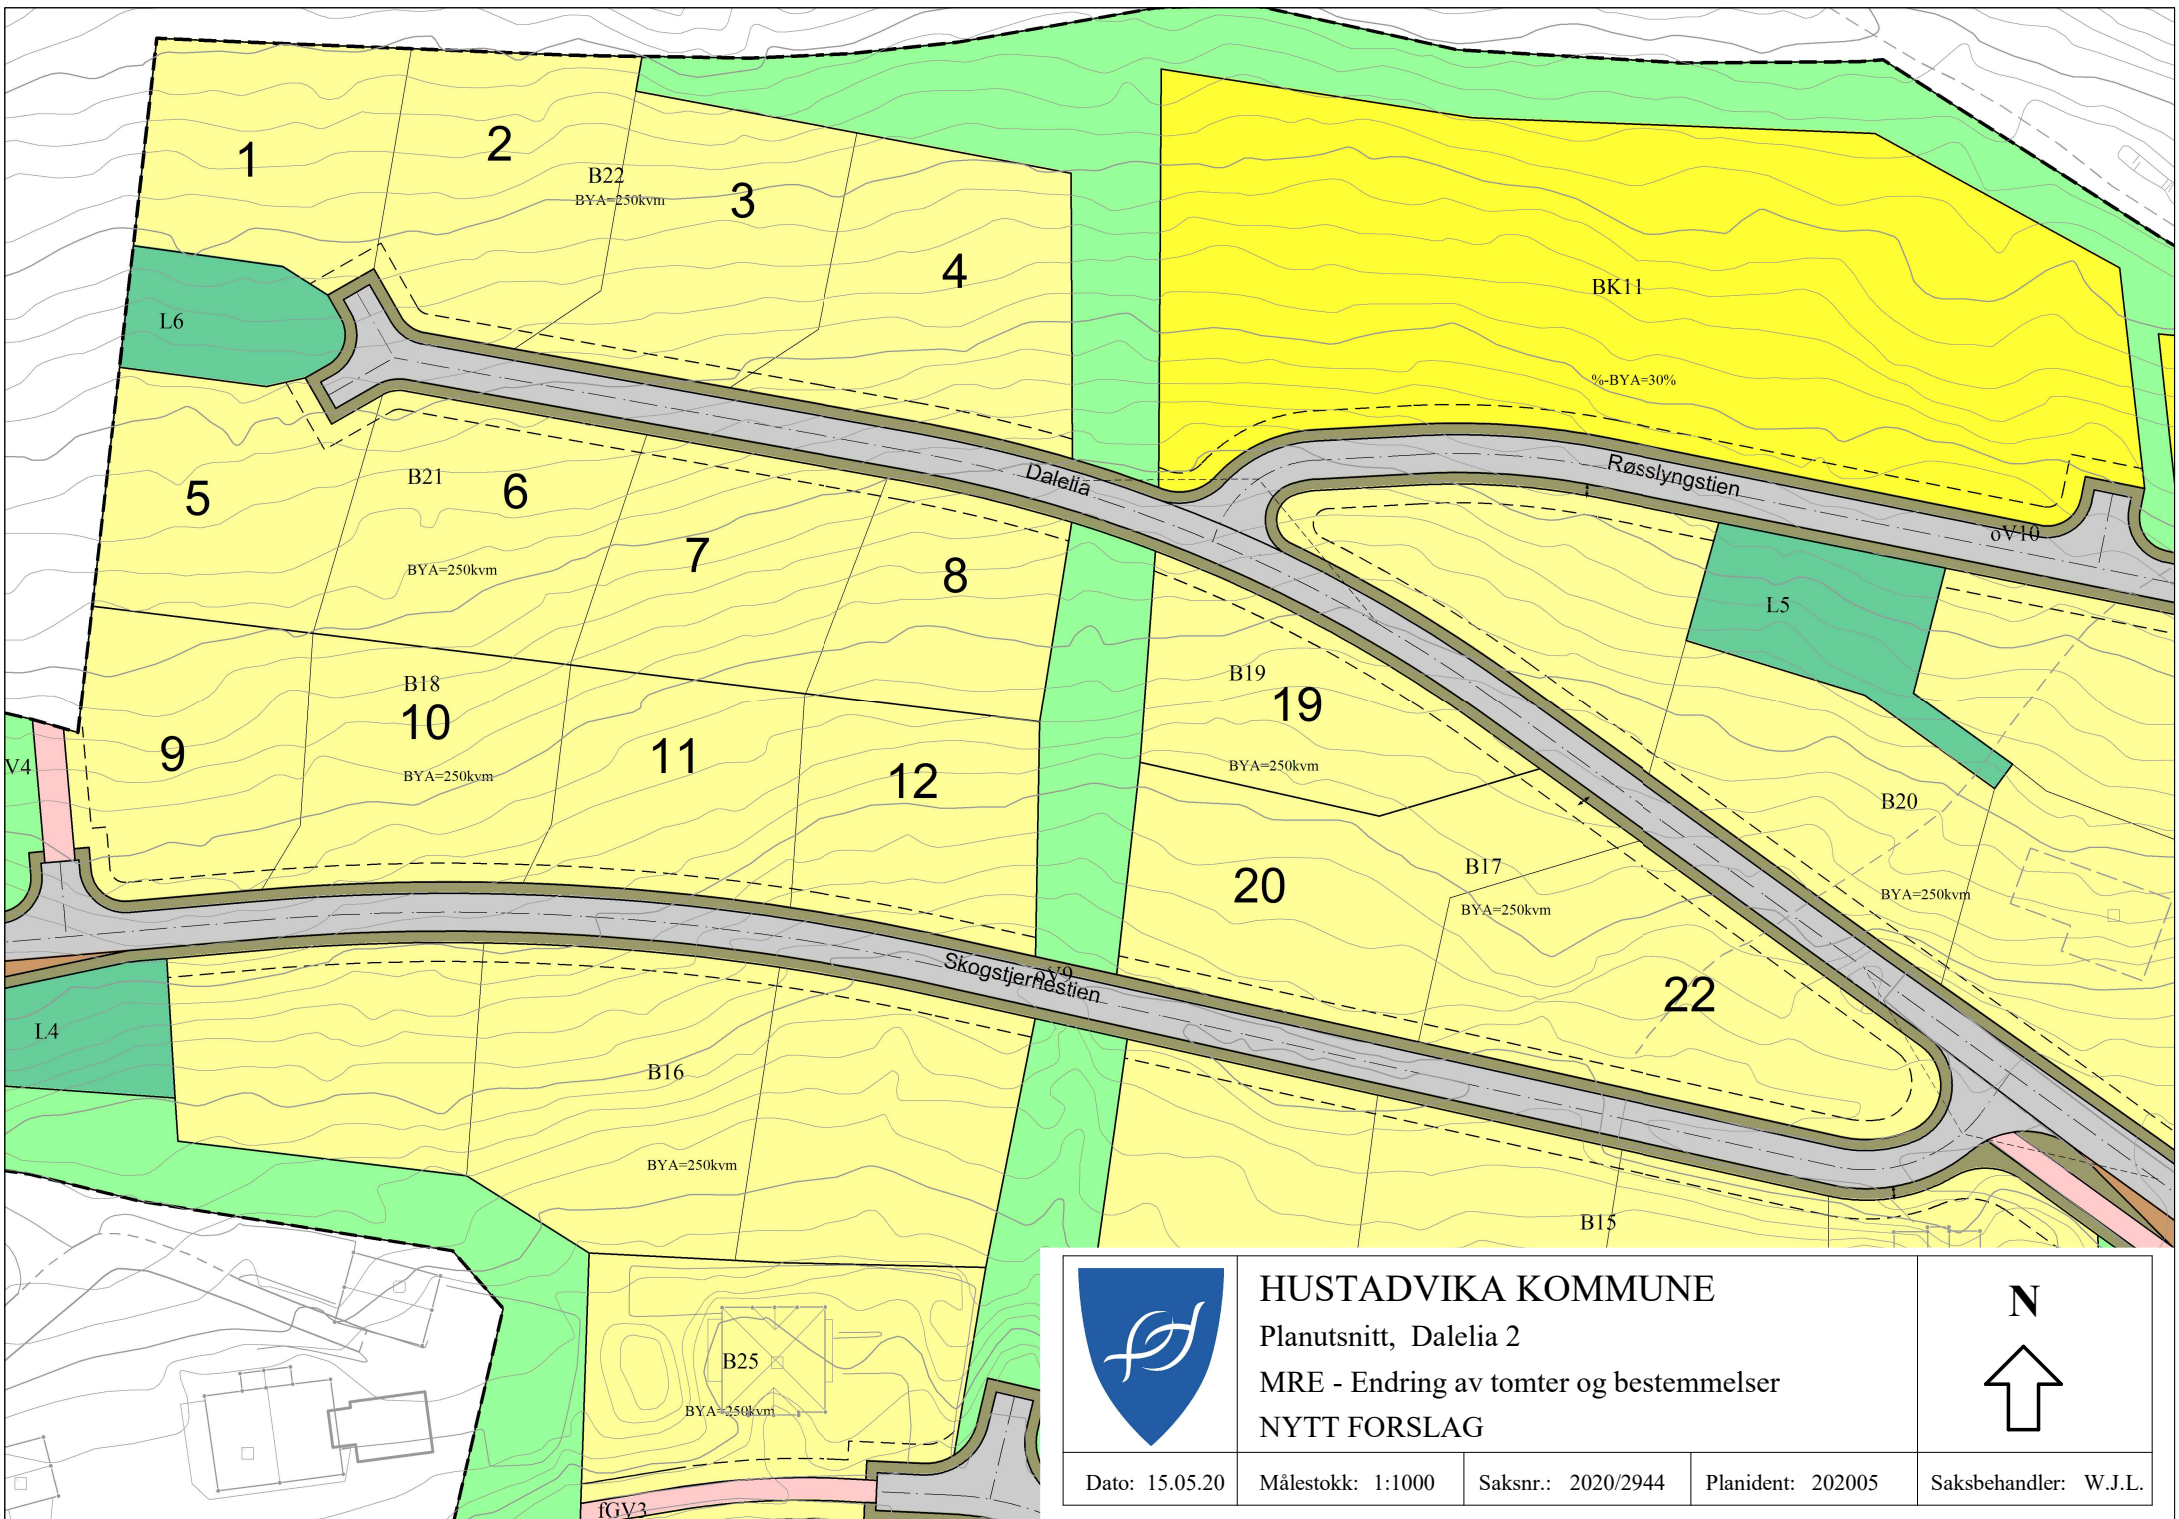 1
2
B22
BYA=250kvm
3
4
BK11
L6
%-BYA=30%
Dalelia
Røsslyngstien
oV10
5
B21
6
BYA=250kvm
7
8
L5
B18
10
9
BYA=250kvm
11
12
V4
B19
19
BYA=250kvm
B20
BYA=250kvm
20
B17
BYA=250kvm
22
Skogstjernestien
oV9
L4
B16
BYA=250kvm
B15
B25
BYA=250kvm
fGV3
HUSTADVIKA KOMMUNE
Planutsnitt, Dalelia 2
MRE - Endring av tomter og bestemmelser
NYTT FORSLAG
N
Dato: 15.05.20
Målestokk: 1:1000
Saksnr.: 2020/2944
Planident: 202005
Saksbehandler: W.J.L.